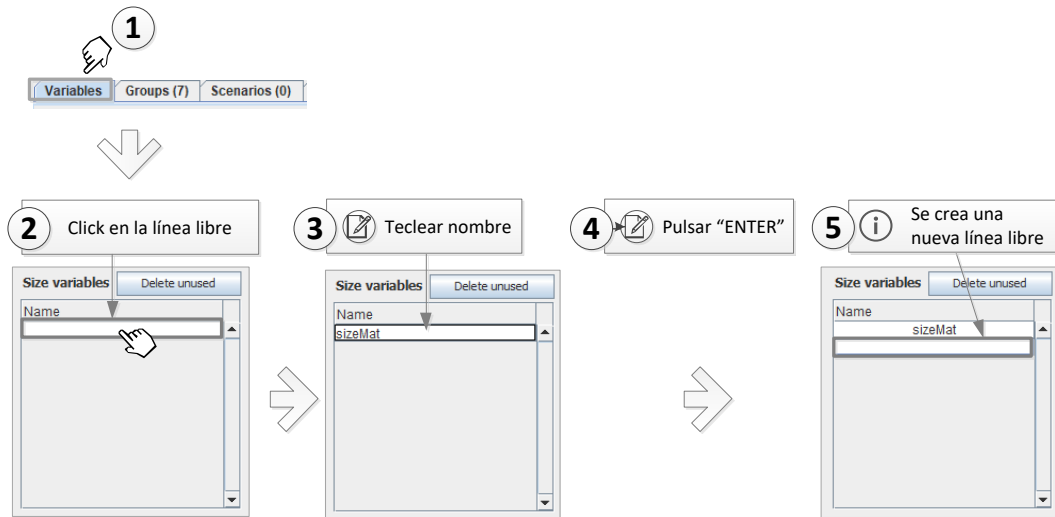 1
Variables Groups (7) Scenarios (0)
2 Click en la línea libre
Size variables Delete unused
Name
3 Teclear nombre
Size variables Delete unused
Name
sizeMat
4 Pulsar “ENTER”
5 i Se crea una
nueva línea libre
Size variables Delete unused
Name
sizeMat